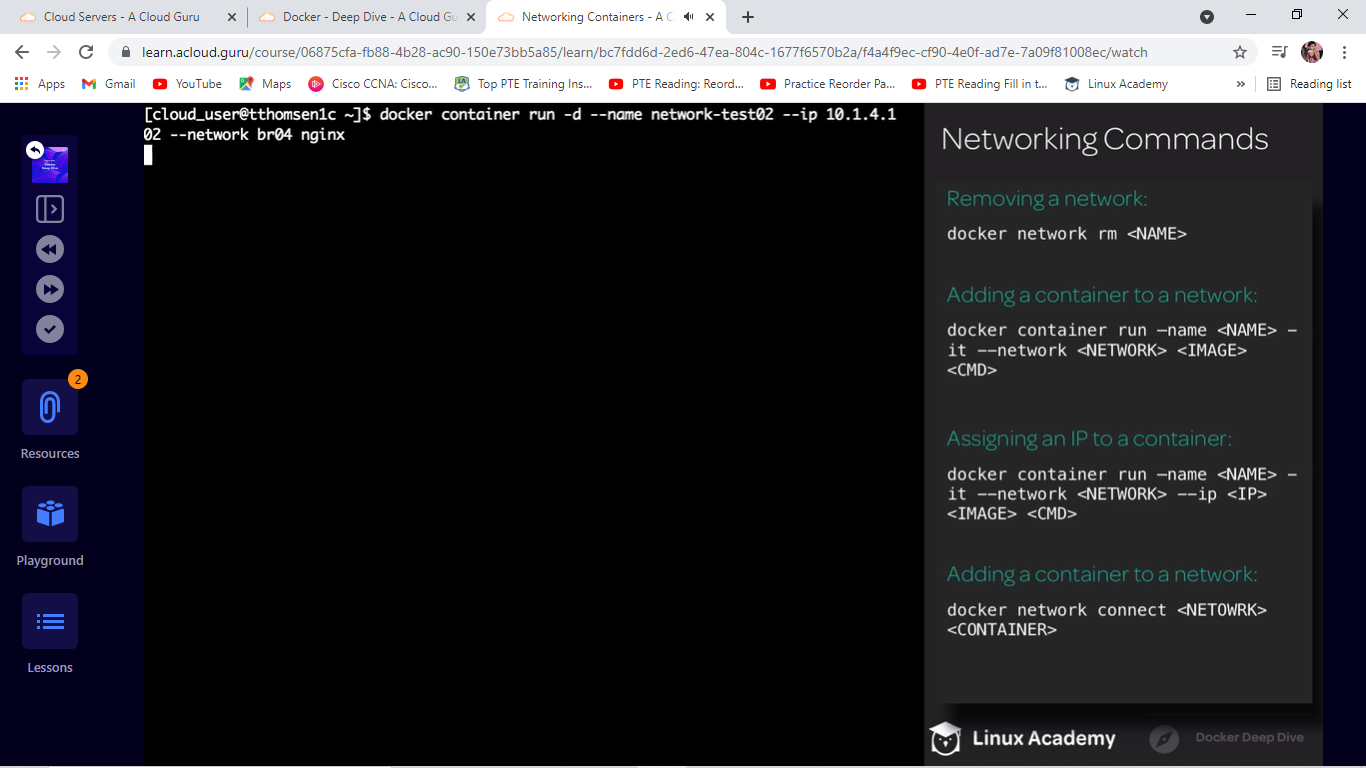 Cloud Servers - A Cloud Guru
Docker - Deep Dive - A Cloud Gu
Networking Containers - A C
learn.acloud.guru/course/06875cfa-fb88-4b28-ac90-150e73bb5a85/learn/bc7fdd6d-2ed6-47ea-804c-1677f6570b2a/f4a4f9ec-cf90-4e0f-ad7e-7a09f81008ec/watch
Apps
Gmail
YouTube
Maps
Cisco CCNA: Cisco...
Top PTE Training Ins...
PTE Reading: Reord...
Practice Reorder Pa...
PTE Reading Fill in t...
Linux Academy
»
Reading list
Docker
Deep Dive
2
Resources
Playground
Lessons
[cloud_user@tthomsen1c ~]$ docker container run -d --name network-test02 --ip 10.1.4.1
02 --network br04 nginx
Networking Commands
Removing a network:
docker network rm <NAME>
Adding a container to a network:
docker container run —name <NAME> -
it --network <NETWORK> <IMAGE>
<CMD>
Assigning an IP to a container:
docker container run —name <NAME> -
it --network <NETWORK> --ip <IP>
<IMAGE> <CMD>
Adding a container to a network:
docker network connect <NETOWRK>
<CONTAINER>
Linux Academy
Docker Deep Dive